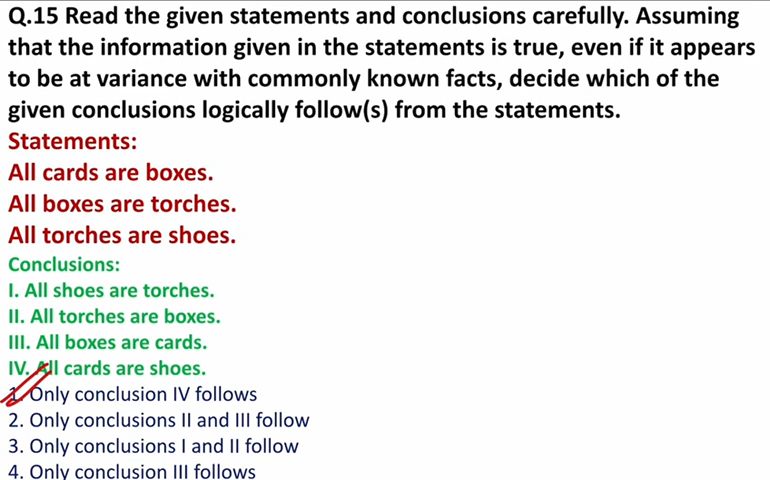 Q.15 Read the given statements and conclusions carefully. Assuming
that the information given in the statements is true, even if it appears
to be at variance with commonly known facts, decide which of the
given conclusions logically follow(s) from the statements.
Statements:
All cards are boxes.
All boxes are torches.
All torches are shoes.
Conclusions:
I. All shoes are torches.
II. All torches are boxes.
III. All boxes are cards.
IV. All cards are shoes.
1. Only conclusion IV follows
2. Only conclusions II and III follow
3. Only conclusions I and II follow
4. Only conclusion III follows